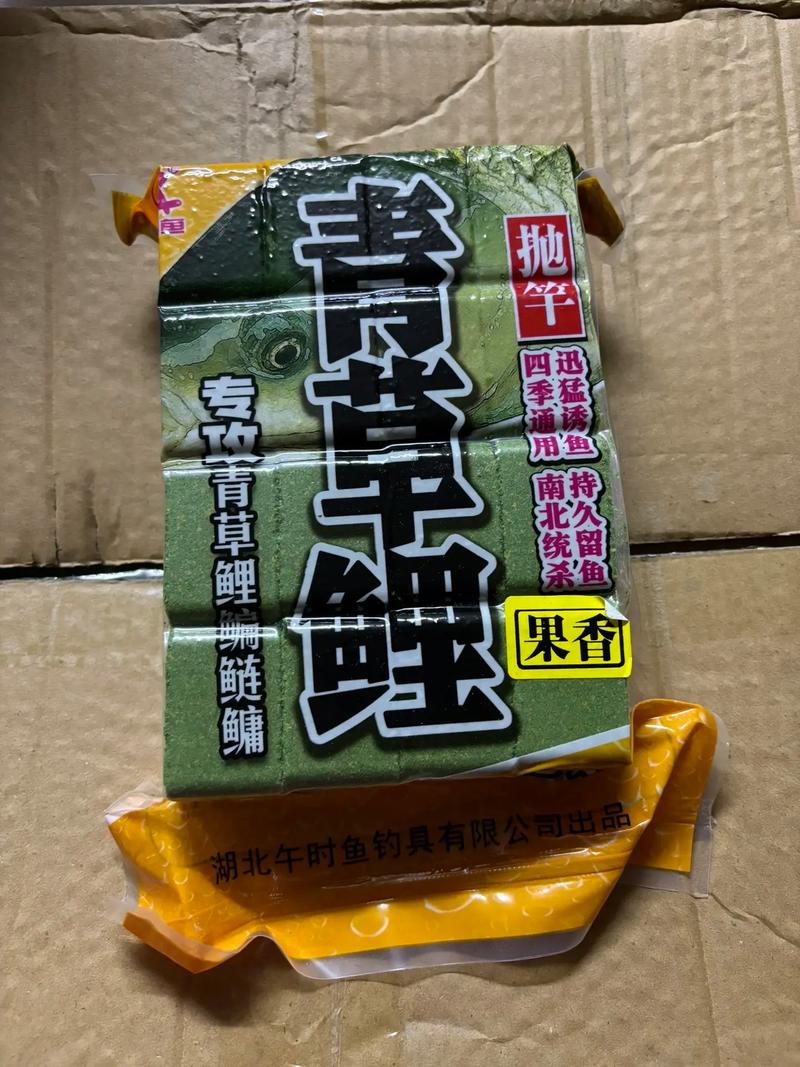 青草鲤
抛竿
迅猛诱鱼
四季通用
持久留鱼
南北统杀
果香
专攻青草鲤鳊鲢鳙
湖北午时鱼钓具有限公司出品